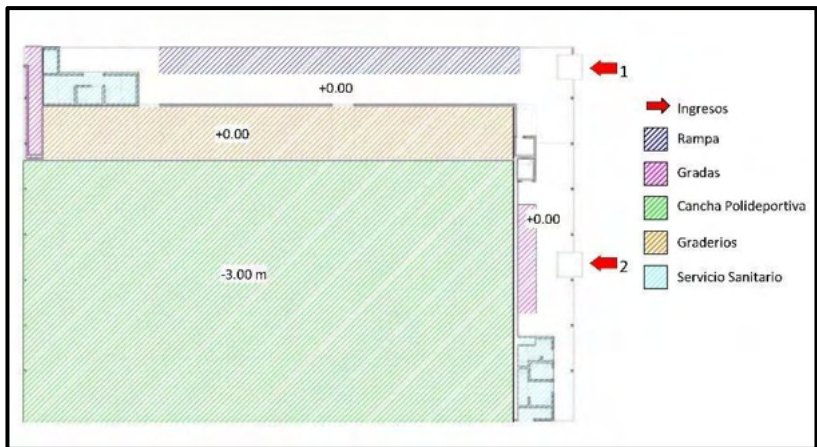 1
+0.00
+0.00
+0.00
-3.00 m
2
Ingresos
Rampa
Gradas
Cancha Polideportiva
Graderios
Servicio Sanitario